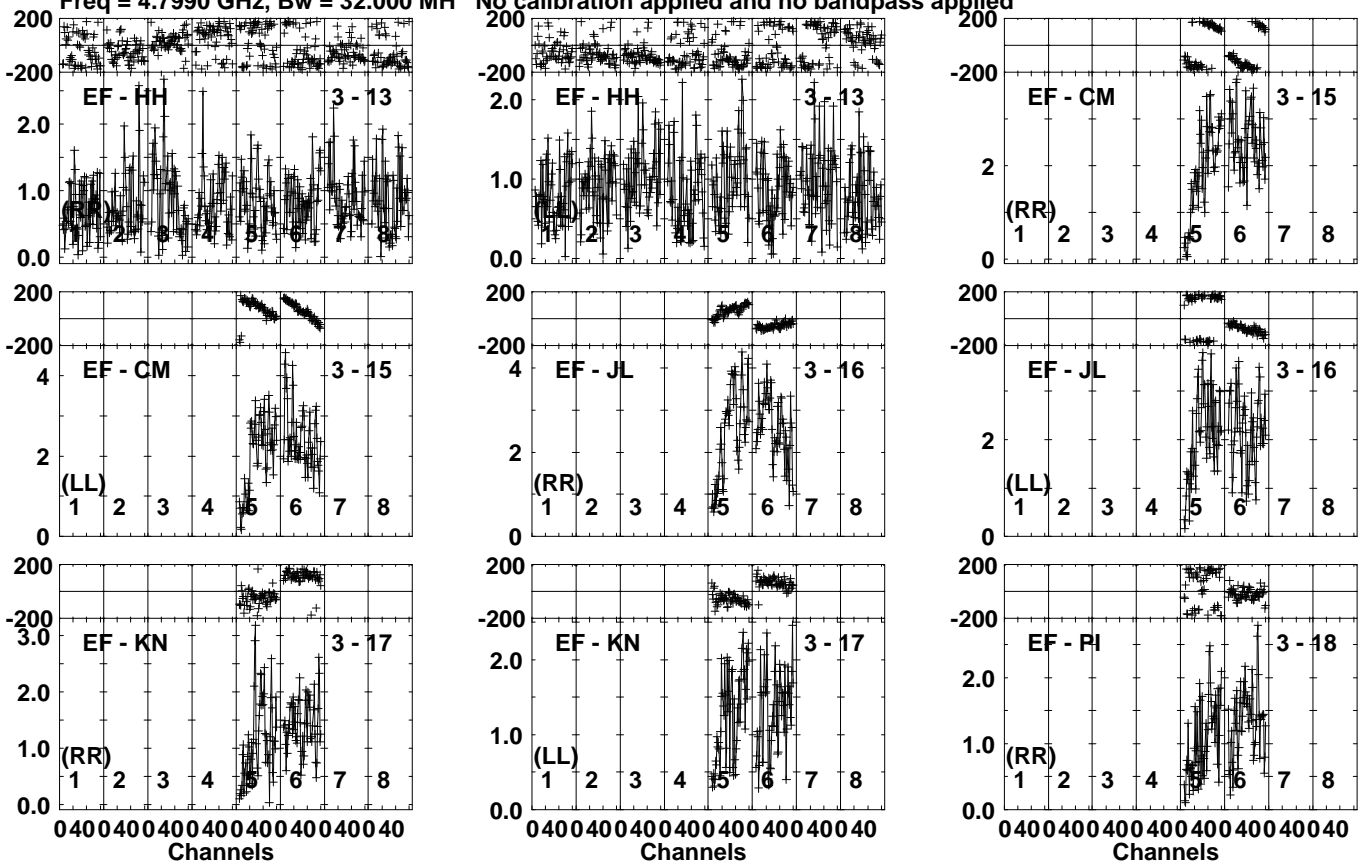 Freq = 4.7990 GHz, Bw = 32.000 MH No calibration applied and no bandpass applied
200
-200
EF - HH 3 - 13
2.0
1.0
0.0
(RR)
1 2 3 4 5 6 7 8
200
-200
EF - HH 3 - 13
2.0
1.0
0.0
(LL)
1 2 3 4 5 6 7 8
200
-200
EF - CM 3 - 15
2
0
(RR)
1 2 3 4 5 6 7 8
200
-200
EF - CM 3 - 15
4
2
0
(LL)
1 2 3 4 5 6 7 8
200
-200
EF - JL 3 - 16
4
2
0
(RR)
1 2 3 4 5 6 7 8
200
-200
EF - JL 3 - 16
2
0
(LL)
1 2 3 4 5 6 7 8
200
-200
EF - KN 3 - 17
3.0
2.0
1.0
0.0
(RR)
1 2 3 4 5 6 7 8
200
-200
EF - KN 3 - 17
2.0
1.0
0.0
(LL)
1 2 3 4 5 6 7 8
200
-200
EF - PI 3 - 18
2.0
1.0
0.0
(RR)
1 2 3 4 5 6 7 8
0 40 0 40 0 40 0 40 0 40 0 40 0 40 0 40
Channels
0 40 0 40 0 40 0 40 0 40 0 40 0 40 0 40
Channels
0 40 0 40 0 40 0 40 0 40 0 40 0 40 0 40
Channels